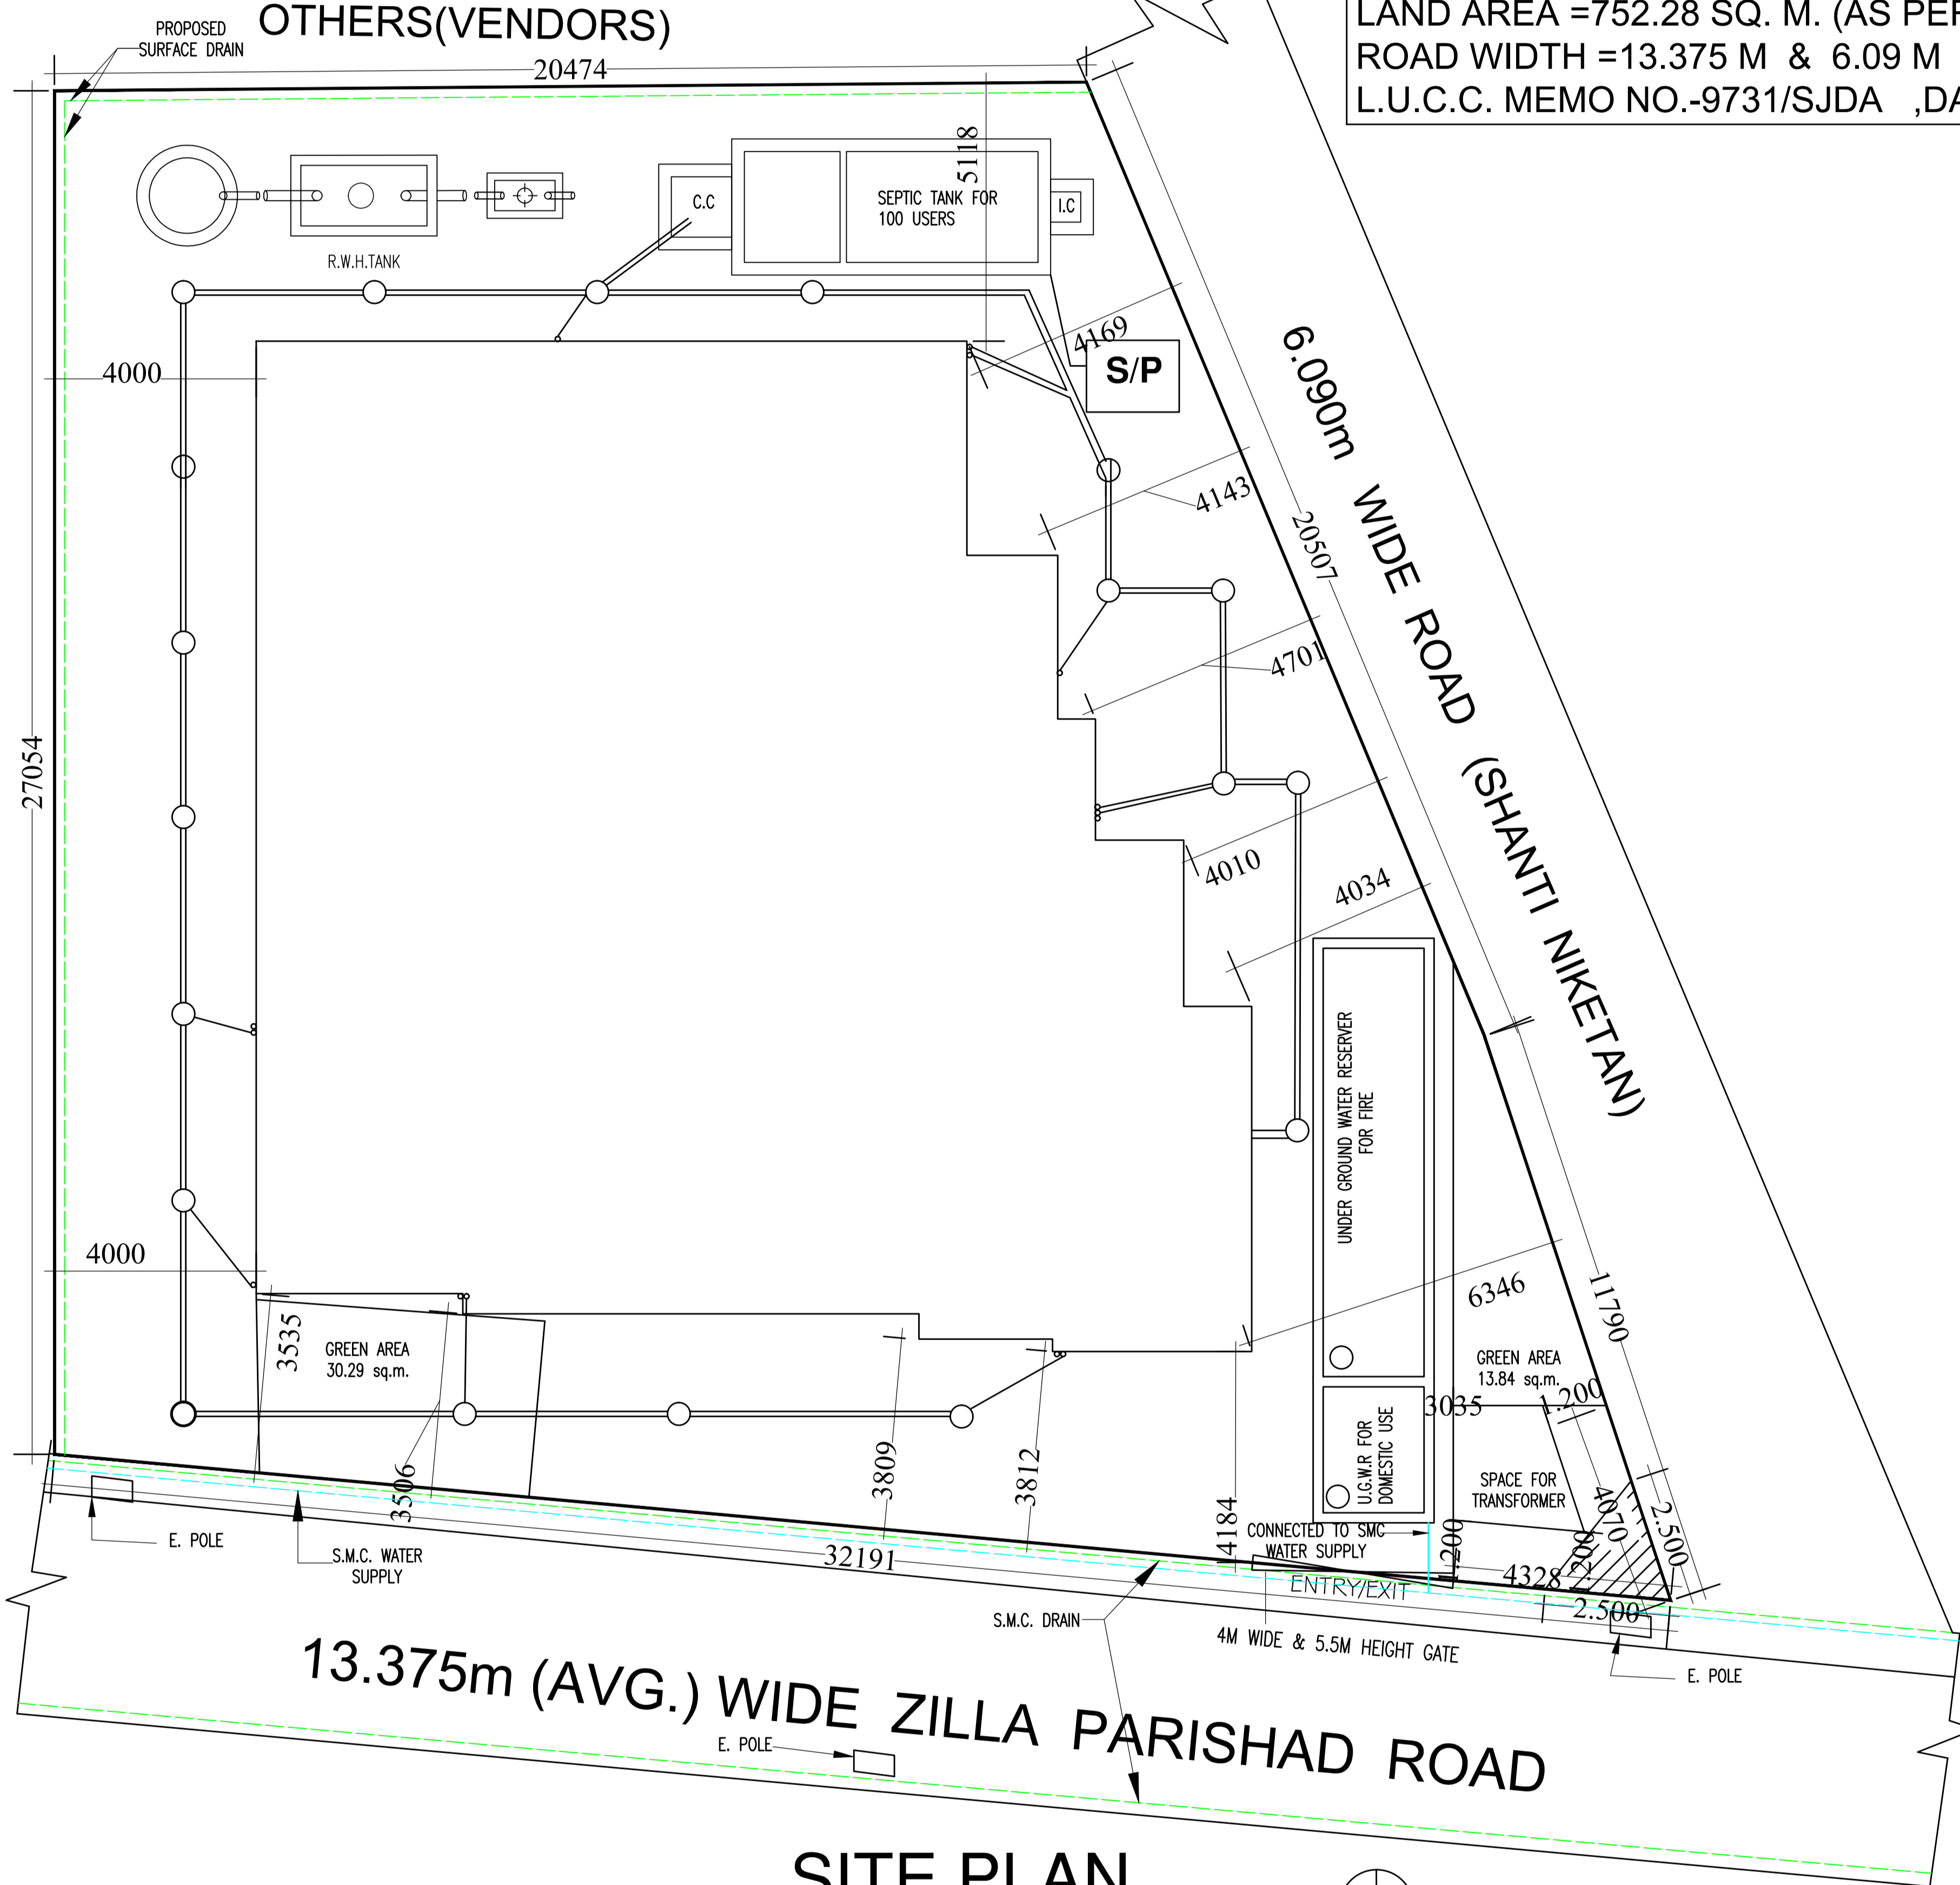 PROPOSED
SURFACE DRAIN
OTHERS(VENDORS)
LAND AREA =752.28 SQ. M. (AS PER
ROAD WIDTH =13.375 M & 6.09 M
L.U.C.C. MEMO NO.-9731/SJDA ,DA
20474
5118
C.C
SEPTIC TANK FOR
100 USERS
I.C
R.W.H.TANK
4169
S/P
4000
4143
20507
6.090m WIDE ROAD (SHANTI NIKETAN)
4701
27054
4010
4034
UNDER GROUND WATER RESERVER
FOR FIRE
4000
6346
11790
3535
GREEN AREA
30.29 sq.m.
GREEN AREA
13.84 sq.m.
3035
1.200
U.G.W.R FOR
DOMESTIC USE
3506
3809
3812
4184
SPACE FOR
TRANSFORMER
4070
2.500
E. POLE
S.M.C. WATER
SUPPLY
32191
CONNECTED TO SMC
WATER SUPPLY
1.200
1.200
4328
ENTRY/EXIT
2.500
S.M.C. DRAIN
4M WIDE & 5.5M HEIGHT GATE
E. POLE
13.375m (AVG.) WIDE ZILLA PARISHAD ROAD
E. POLE
SITE PLAN